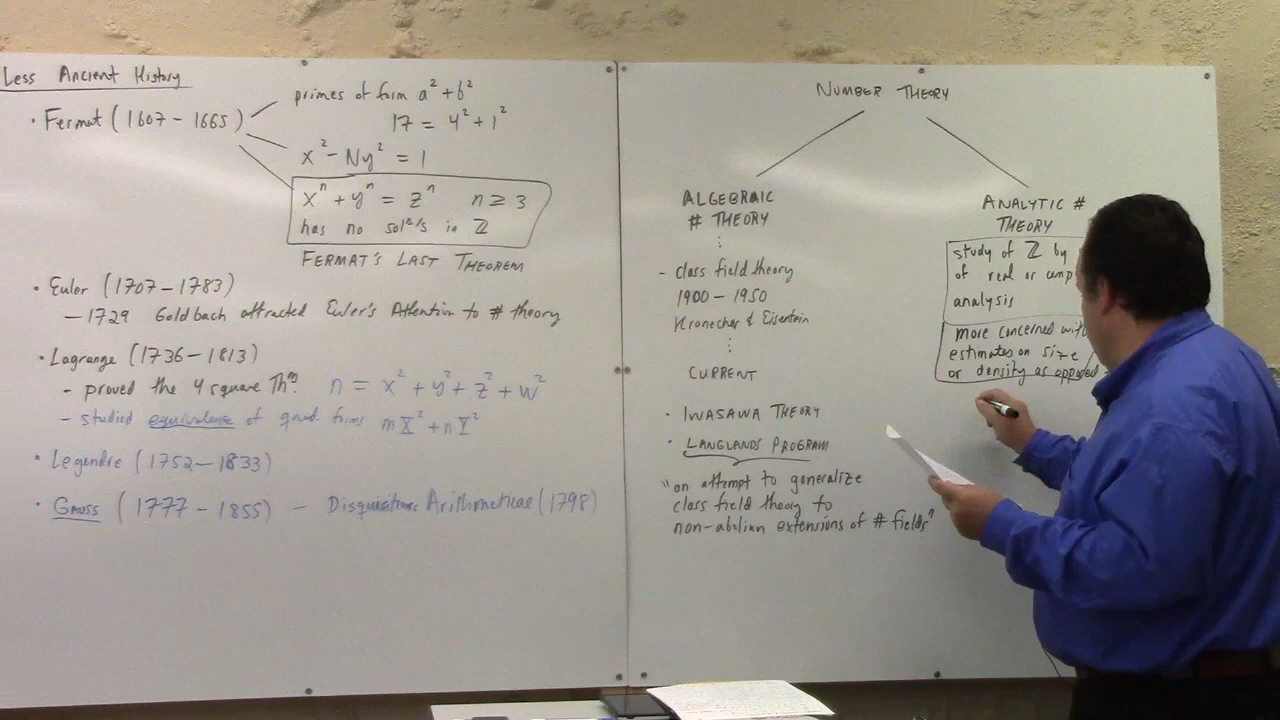 Less Ancient History
• Fermat (1607 - 1665)
primes of form a² + b²
17 = 4² + 1²
x² - Ny² = 1
xⁿ + yⁿ = zⁿ n ≥ 3
has no solⁿ/s in ℤ
FERMAT'S LAST THEOREM
• Euler (1707 - 1783)
- 1729 Goldbach attracted Euler's Attention to # theory
• Lagrange (1736 - 1813)
- proved the 4 square Thᵐ. n = x² + y² + z² + w²
- studied equivalence of quad. forms mX² + nY²
• Legendre (1752 - 1833)
• Gauss (1777 - 1855) - Disquisitiones Arithmeticae (1798)
NUMBER THEORY
ALGEBRAIC
# THEORY
⋮
- class field theory
1900 - 1950
Kronecker & Eisenstein
⋮
CURRENT
• IWASAWA THEORY
• LANGLANDS PROGRAM
"an attempt to generalize
class field theory to
non-abelian extensions of # fields"
ANALYTIC #
THEORY
study of ℤ by
of real or comp
analysis
more concerned with
estimates on size
or density as opposed